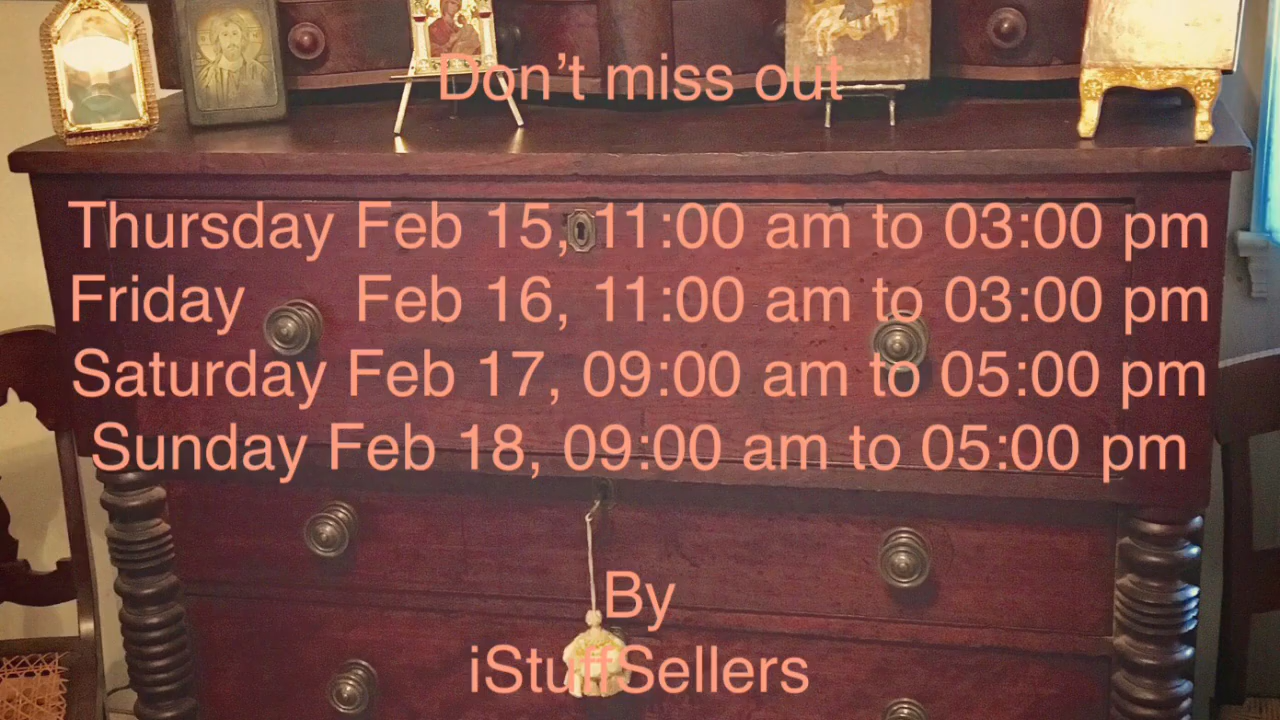 Don’t miss out
Thursday Feb 15, 11:00 am to 03:00 pm
Friday Feb 16, 11:00 am to 03:00 pm
Saturday Feb 17, 09:00 am to 05:00 pm
Sunday Feb 18, 09:00 am to 05:00 pm
By
iStuffSellers